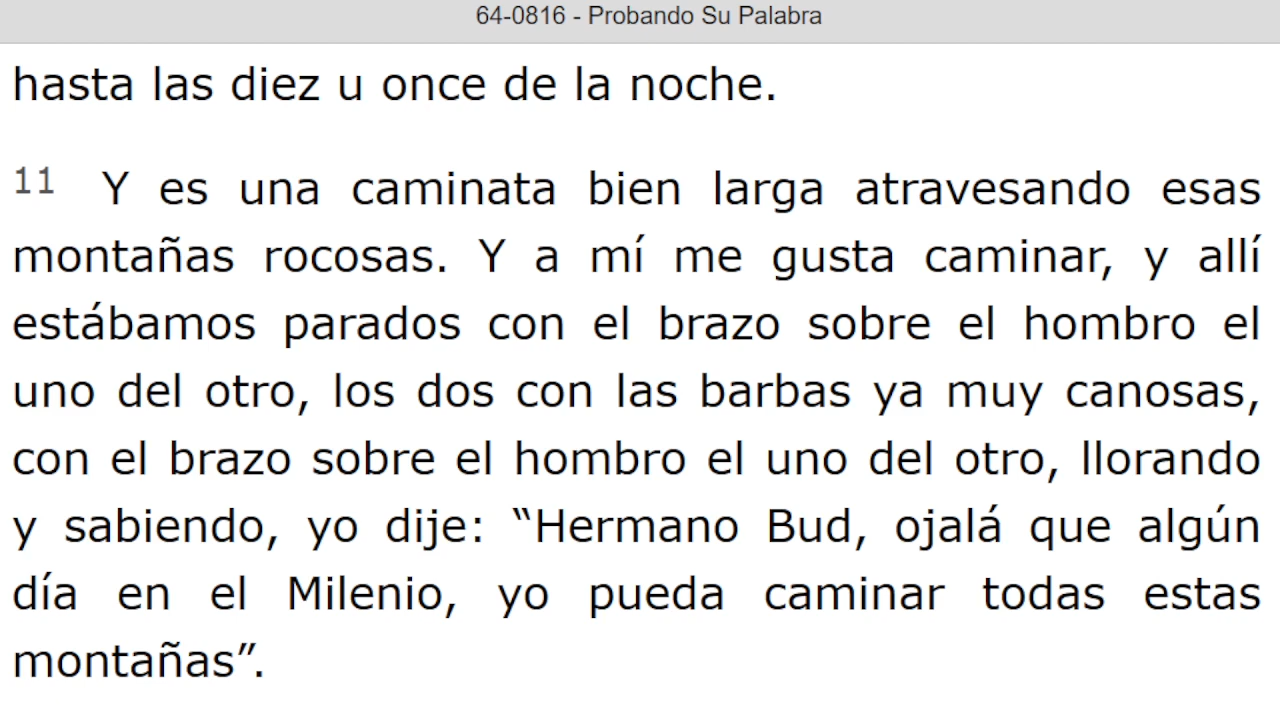 64-0816 - Probando Su Palabra
hasta las diez u once de la noche.
11 Y es una caminata bien larga atravesando esas
montañas rocosas. Y a mí me gusta caminar, y allí
estábamos parados con el brazo sobre el hombro el
uno del otro, los dos con las barbas ya muy canosas,
con el brazo sobre el hombro el uno del otro, llorando
y sabiendo, yo dije: “Hermano Bud, ojalá que algún
día en el Milenio, yo pueda caminar todas estas
montañas”.